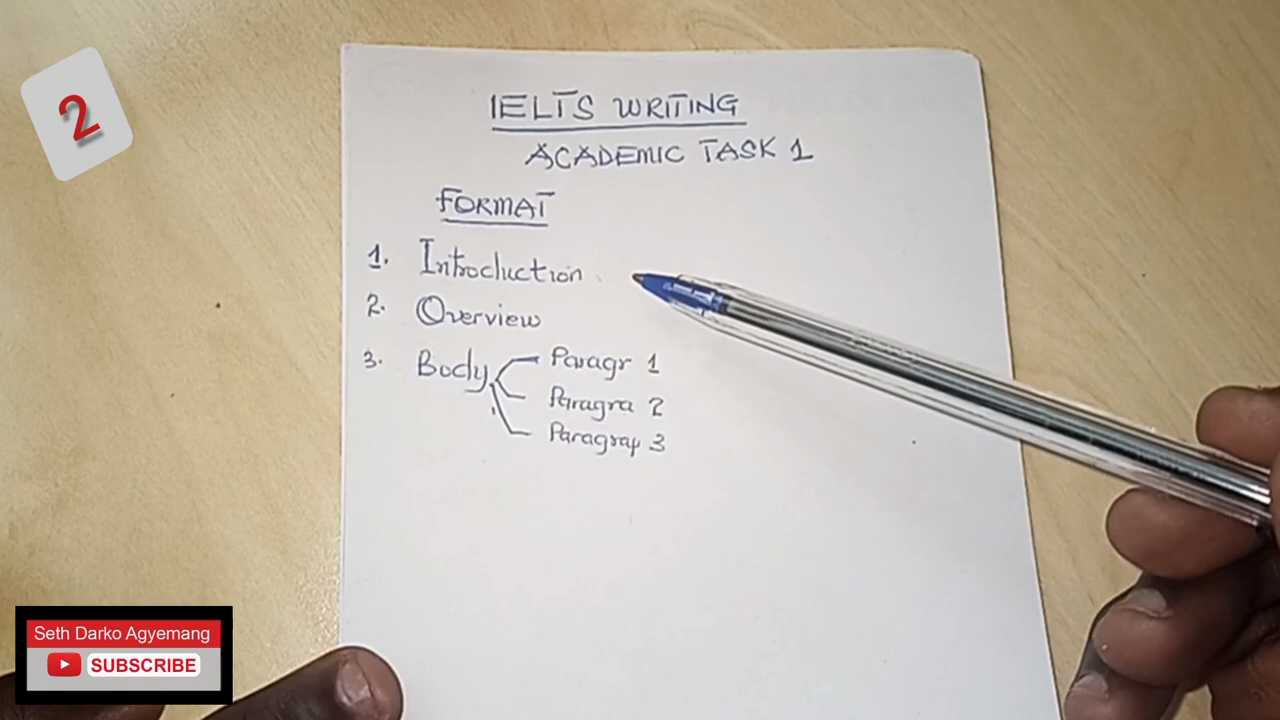 2
IELTS WRITING
ACADEMIC TASK 1
FORMAT
1. Introduction
2. Overview
3. Body
Paragr 1
Paragra 2
Paragrap 3
Seth Darko Agyemang
SUBSCRIBE